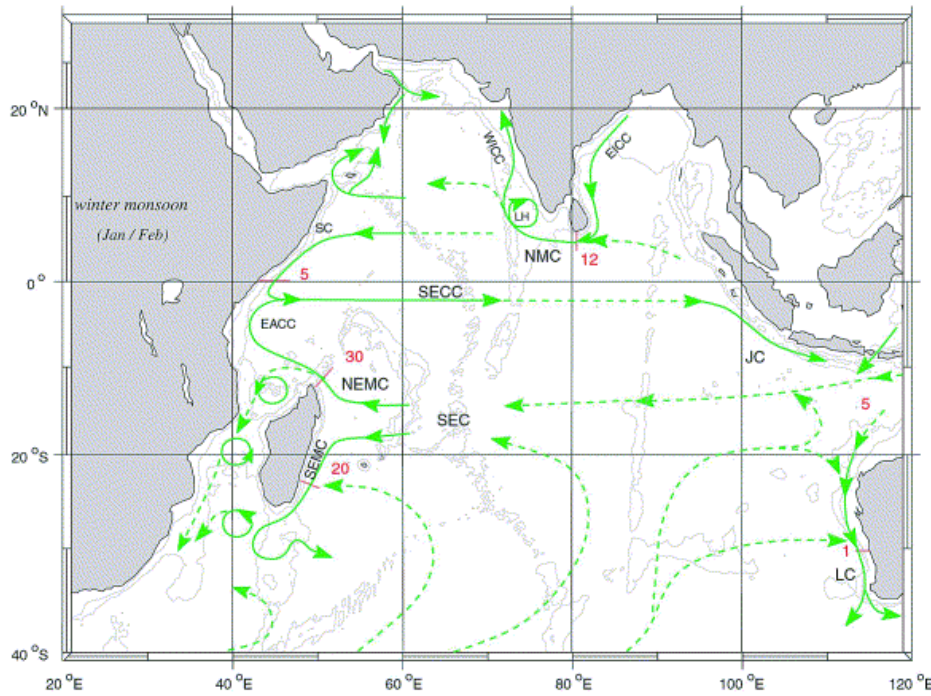 20 °N
WICC
EICC
winter monsoon
(Jan / Feb)
LH
SC
NMC
12
0°
5
SECC
EACC
JC
30
NEMC
5
SEC
20 °S
SEMC
20
1
LC
40 °S
20 °E
40 °E
60 °E
80 °E
100 °E
120 °E